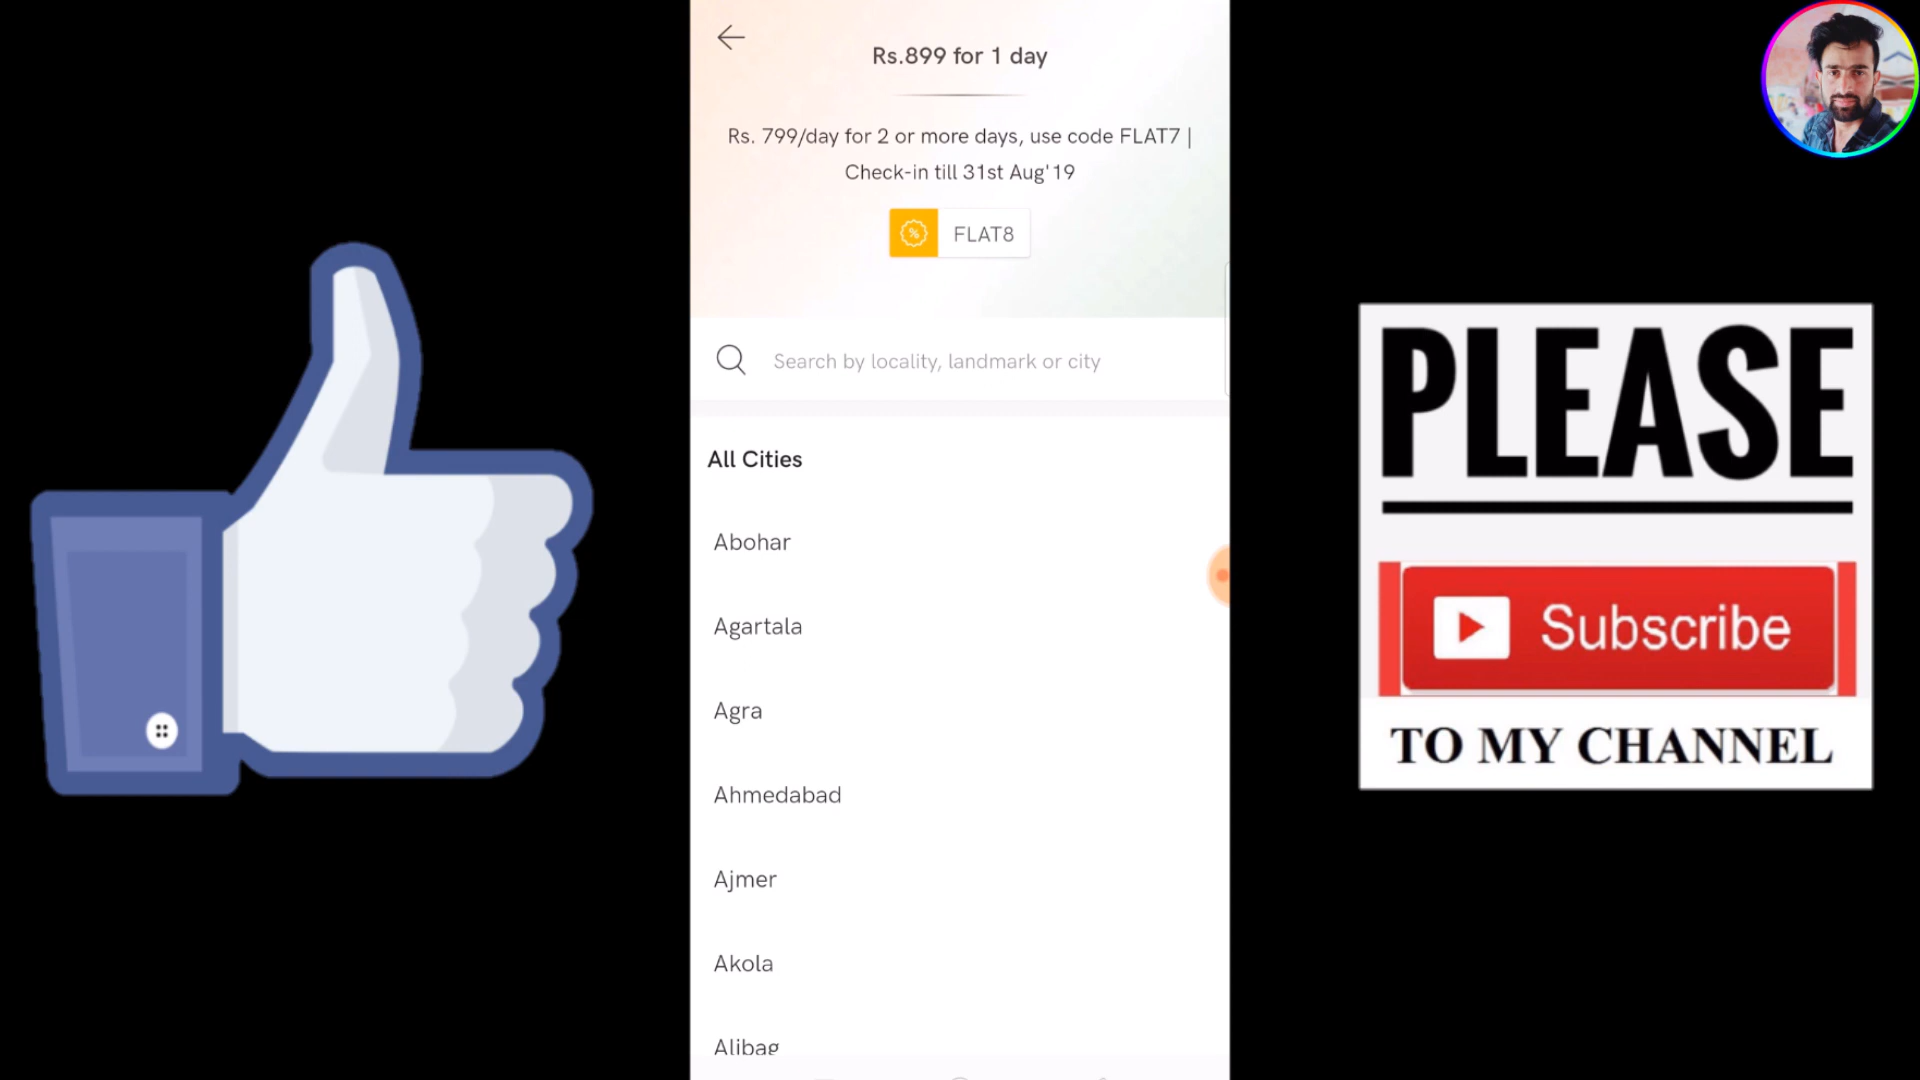 Rs.899 for 1 day
Rs. 799/day for 2 or more days, use code FLAT7 |
Check-in till 31st Aug'19
FLAT8
Search by locality, landmark or city
All Cities
Abohar
Agartala
Agra
Ahmedabad
Ajmer
Akola
Alibag
PLEASE
Subscribe
TO MY CHANNEL